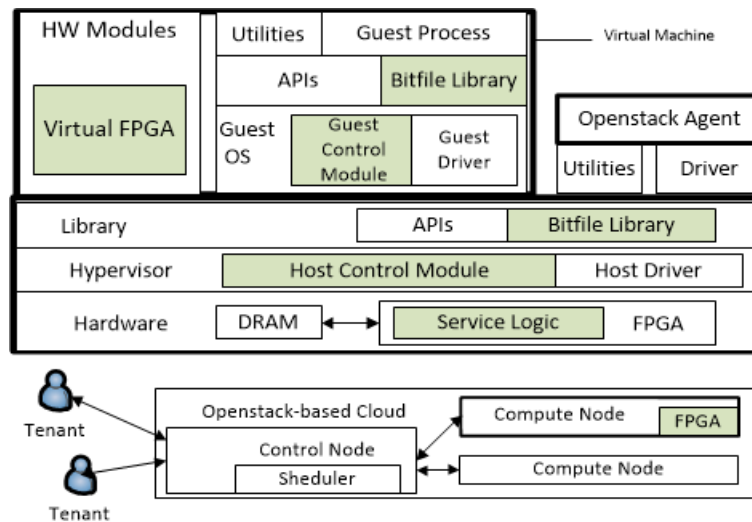 HW Modules
Utilities
Guest Process
Virtual Machine
APIs
Bitfile Library
Virtual FPGA
Guest
OS
Guest
Control
Module
Guest
Driver
Openstack Agent
Utilities
Driver
Library
APIs
Bitfile Library
Hypervisor
Host Control Module
Host Driver
Hardware
DRAM
Service Logic
FPGA
Tenant
Tenant
Openstack-based Cloud
Control Node
Sheduler
Compute Node
FPGA
Compute Node